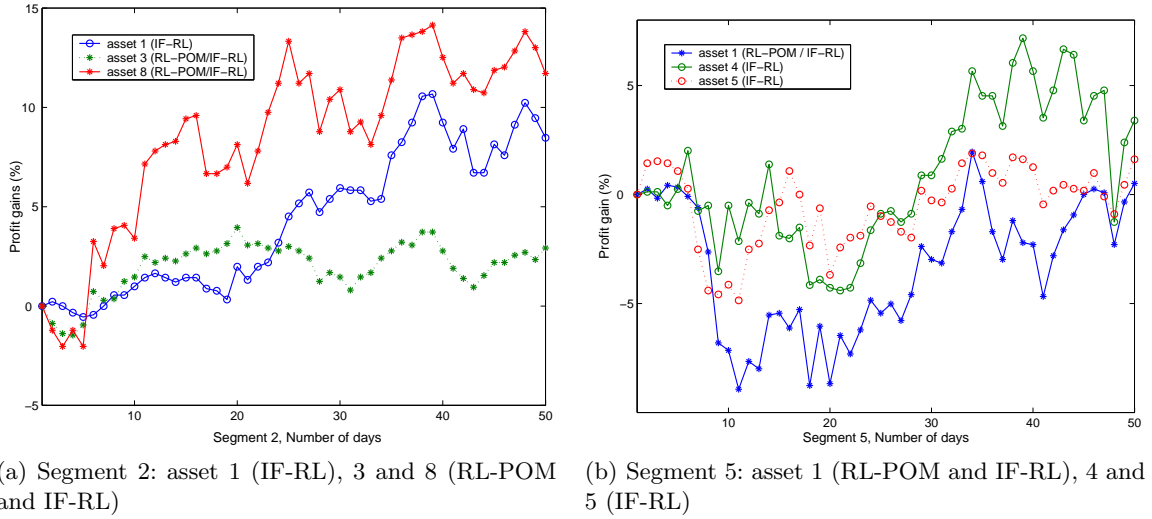 15
10
5
0
−5
Profit gains (%)
asset 1 (IF−RL)
asset 3 (RL−POM/IF−RL)
asset 8 (RL−POM/IF−RL)
10
20
30
40
50
Segment 2, Number of days
5
0
−5
Profit gain (%)
asset 1 (RL−POM / IF−RL)
asset 4 (IF−RL)
asset 5 (IF−RL)
10
20
30
40
50
Segment 5, Number of days
(a) Segment 2: asset 1 (IF-RL), 3 and 8 (RL-POM
and IF-RL)
(b) Segment 5: asset 1 (RL-POM and IF-RL), 4 and
5 (IF-RL)